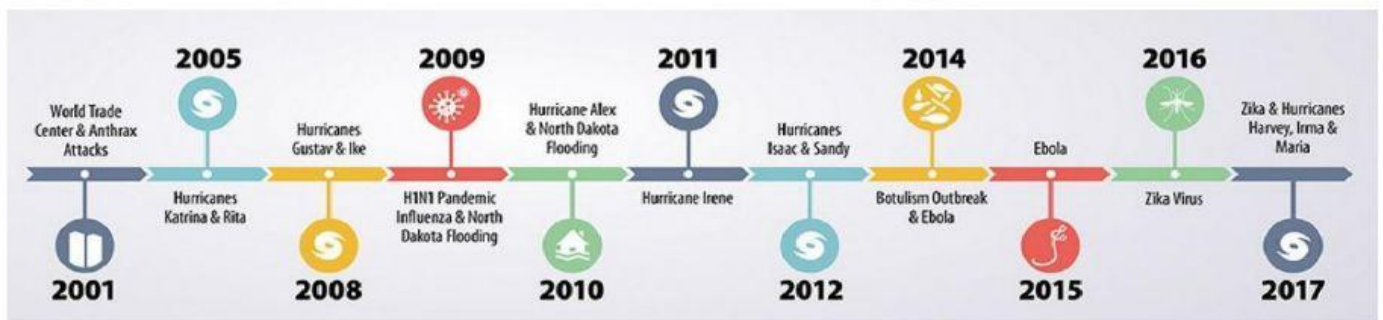 2001
World Trade
Center & Anthrax
Attacks
2005
Hurricanes
Katrina & Rita
2008
Hurricanes
Gustav & Ike
2009
H1N1 Pandemic
Influenza & North
Dakota Flooding
2010
Hurricane Alex
& North Dakota
Flooding
2011
Hurricane Irene
2012
Hurricanes
Isaac & Sandy
2014
Botulism Outbreak
& Ebola
2015
Ebola
2016
Zika Virus
2017
Zika & Hurricanes
Harvey, Irma &
Maria